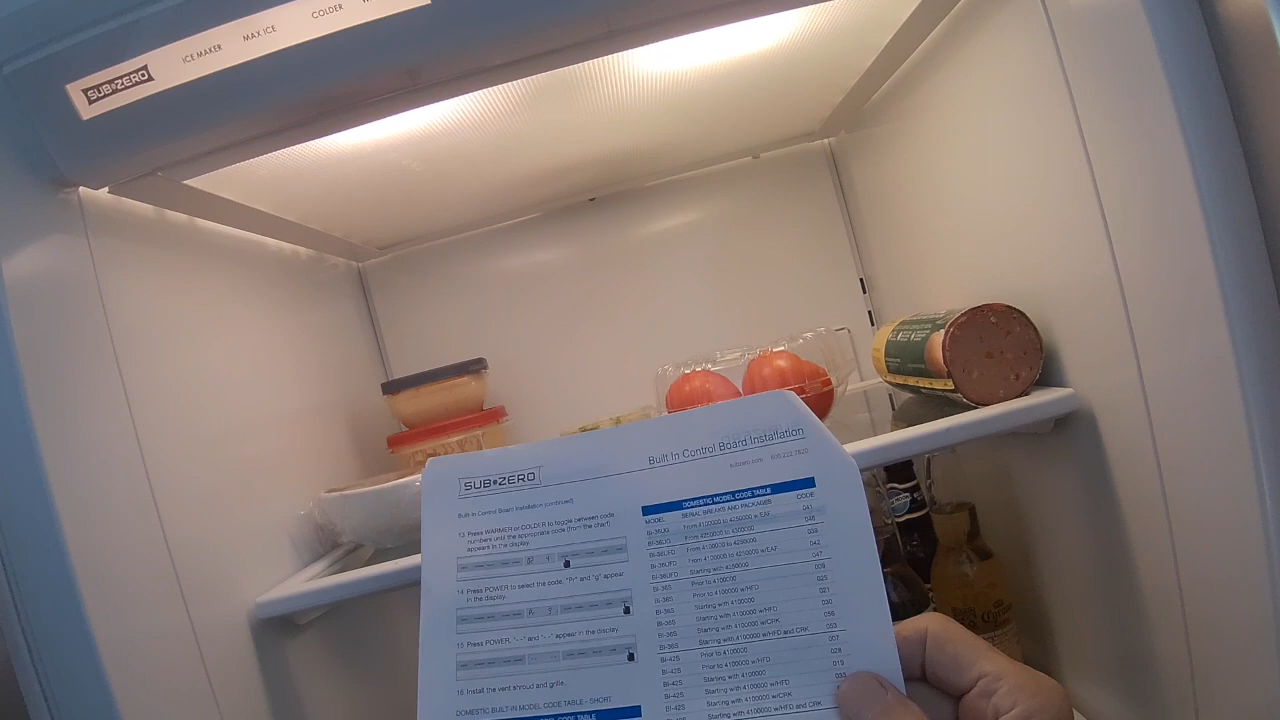 ICE MAKER MAX ICE COLDER
SUB ZERO
SUB ZERO
Built In Control Board Installation
subzero.com 800.222.7820
Built-In Control Board Installation (continued)
13 Press WARMER or COLDER to toggle between code
numbers until the appropriate code (from the chart)
appears in the display.
14 Press POWER to select the code. "Pr" and "g" appear
in the display.
15 Press POWER. "- -" and "- -" appear in the display.
16 Install the vent shroud and grille.
DOMESTIC BUILT-IN MODEL CODE TABLE - SHORT
MODEL CODE TABLE
DOMESTIC MODEL CODE TABLE
MODEL SERIAL BREAKS AND PACKAGES CODE
BI-36UG From 4100000 to 4250000 w/EAF 041
BI-36UG From 4250000 to 4300000 046
BI-36UFD From 4100000 to 4250000
BI-36UFD From 4100000 to 4250000 w/EAF 042
BI-36UFD Starting with 4250000 047
BI-36S Prior to 4100000 009
BI-36S Prior to 4100000 w/HFD 025
BI-36S Starting with 4100000 021
BI-36S Starting with 4100000 w/HFD 030
BI-36S Starting with 4100000 w/CRK 056
BI-36S Starting with 4100000 w/HFD and CRK 053
BI-42S Prior to 4100000 007
BI-42S Prior to 4100000 w/HFD 028
BI-42S Starting with 4100000 019
BI-42S Starting with 4100000 w/HFD 033
BI-42S Starting with 4100000 w/CRK
Starting with 4100000 w/HFD and CRK